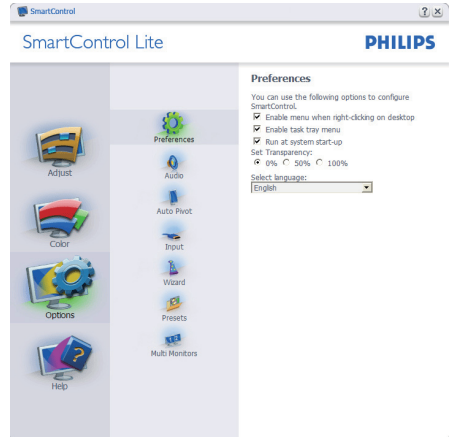 SmartControl
SmartControl Lite
PHILIPS
Adjust
Color
Options
Help
Preferences
Audio
Auto Pivot
Input
Wizard
Presets
Multi Monitors
Preferences
You can use the following options to configure
SmartControl.
Enable menu when right-clicking on desktop
Enable task tray menu
Run at system start-up
Set Transparency:
0% 50% 100%
Select language:
English